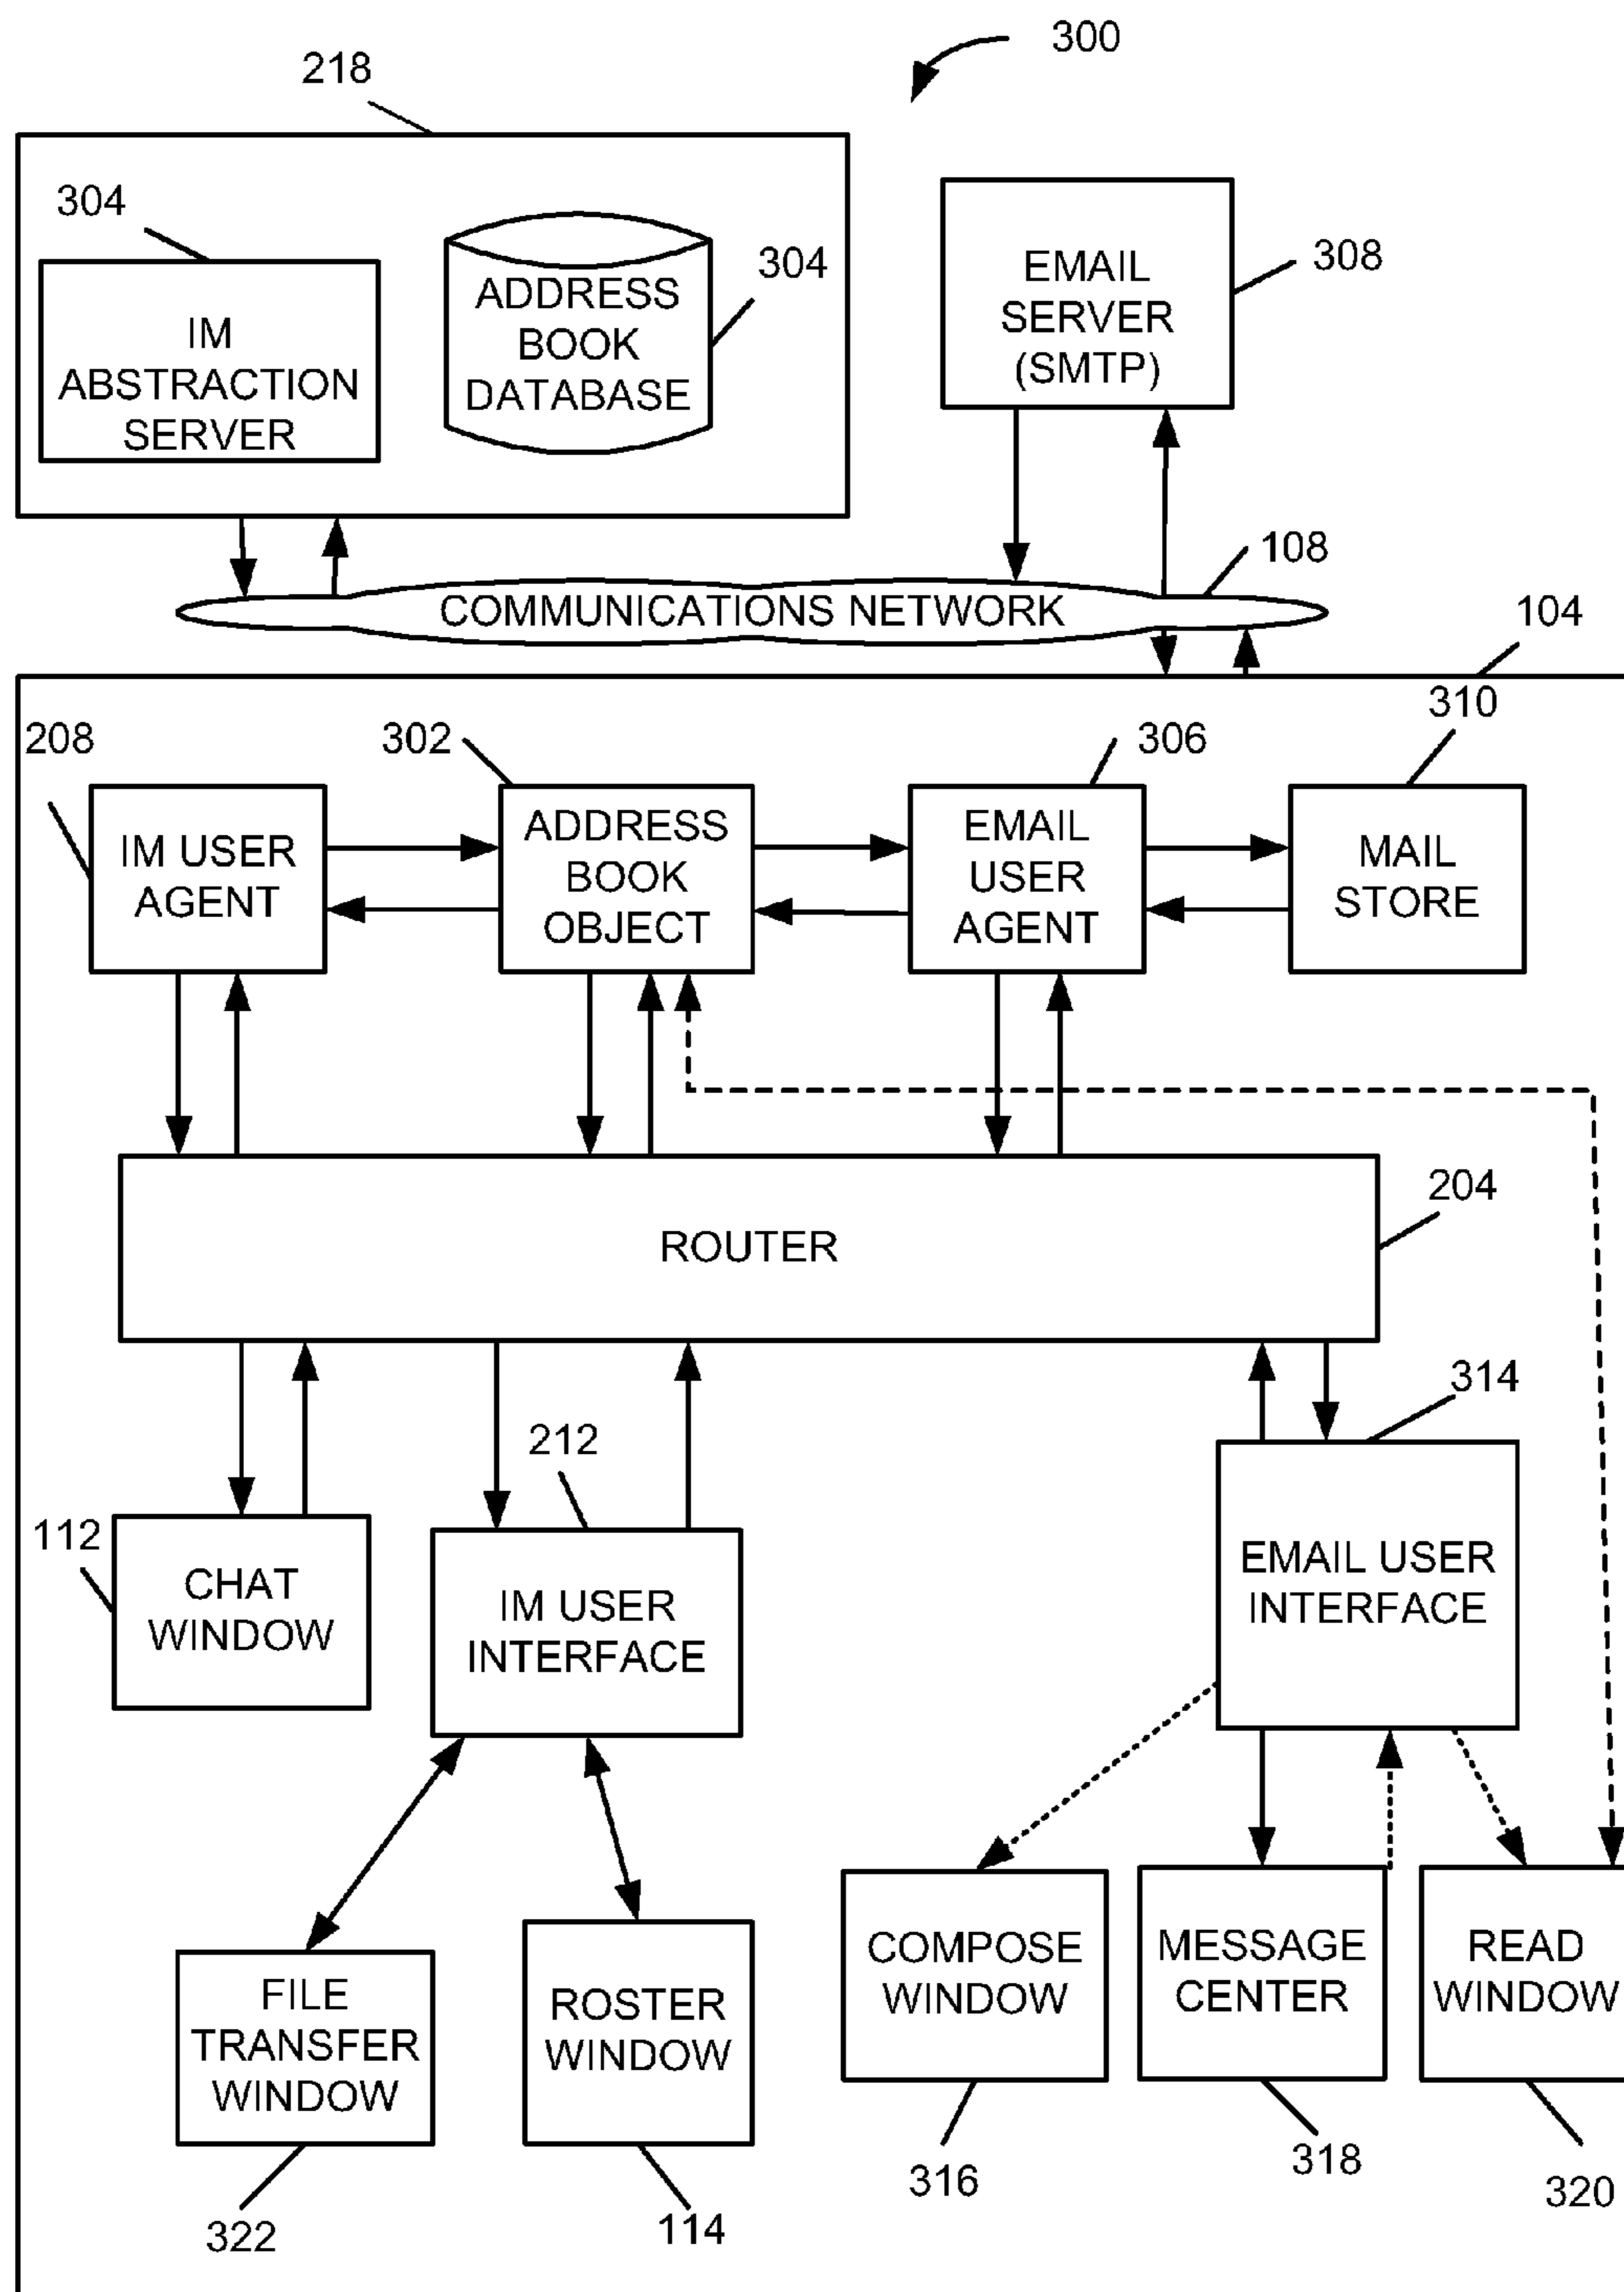 300
218
304
IM
ABSTRACTION
SERVER
ADDRESS
BOOK
DATABASE
304
EMAIL
SERVER
(SMTP)
308
108
COMMUNICATIONS NETWORK
104
310
208
302
306
IM USER
AGENT
ADDRESS
BOOK
OBJECT
EMAIL
USER
AGENT
MAIL
STORE
204
ROUTER
314
212
112
CHAT
WINDOW
IM USER
INTERFACE
EMAIL USER
INTERFACE
FILE
TRANSFER
WINDOW
ROSTER
WINDOW
COMPOSE
WINDOW
MESSAGE
CENTER
READ
WINDOW
322
114
316
318
320